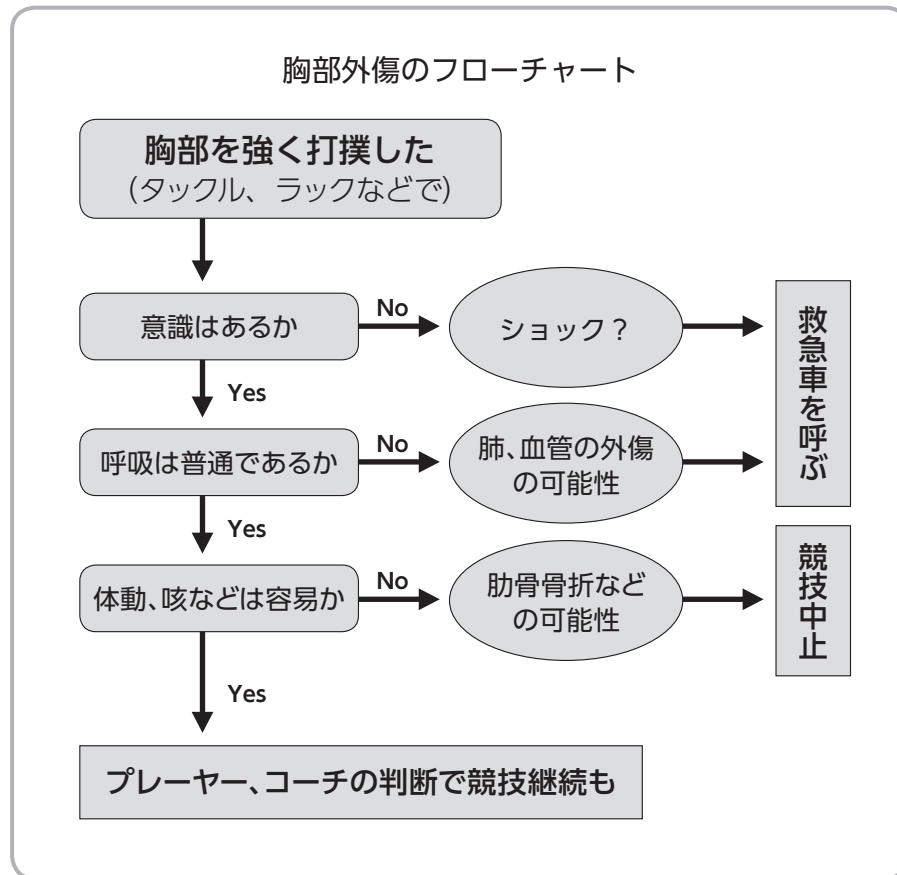 胸部外傷のフローチャート
胸部を強く打撲した
(タックル、ラックなどで)
意識はあるか
No
ショック？
救急車を呼ぶ
Yes
呼吸は普通であるか
No
肺、血管の外傷
の可能性
Yes
体動、咳などは容易か
No
肋骨骨折など
の可能性
競技中止
Yes
プレーヤー、コーチの判断で競技継続も